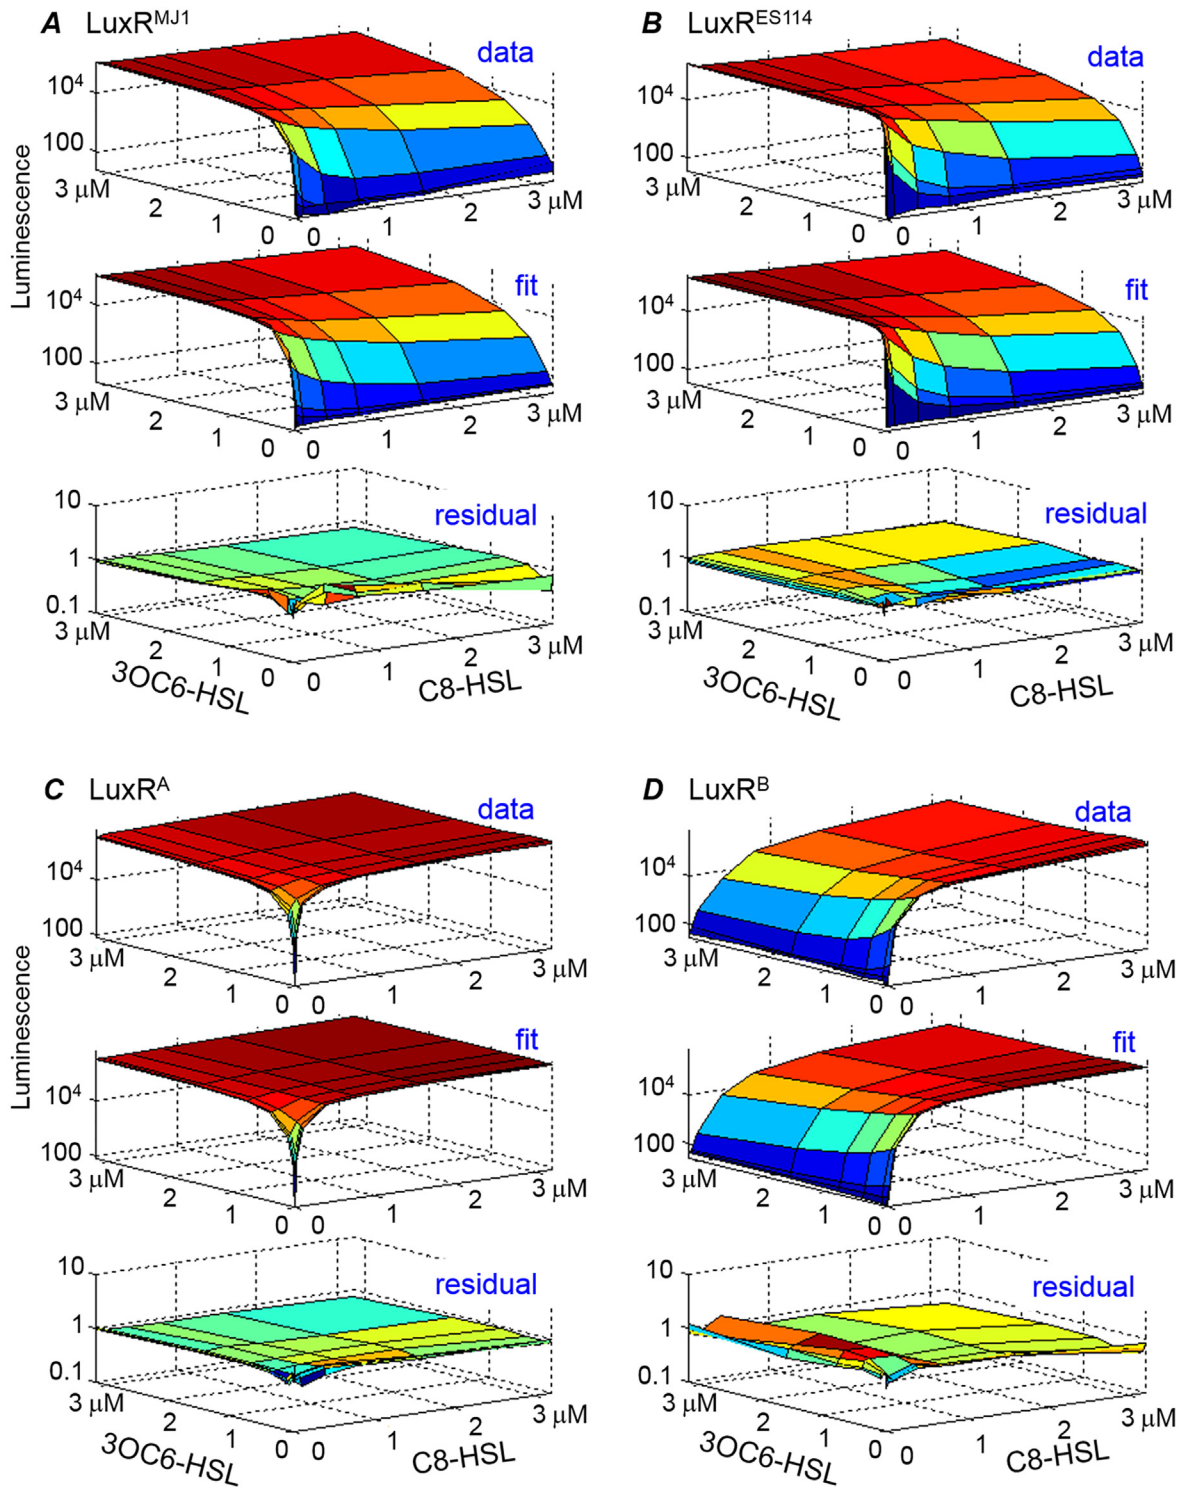 A LuxR^MJ1
B LuxR^ES114
data
data
10^4
100
3 μM
2
1
0
0
1
2
3 μM
10^4
100
3 μM
2
1
0
0
1
2
3 μM
Luminescence
fit
fit
10^4
100
3 μM
2
1
0
0
1
2
3 μM
10^4
100
3 μM
2
1
0
0
1
2
3 μM
residual
residual
10
1
0.1
3 μM
2
1
0
0
1
2
3 μM
3OC6-HSL
C8-HSL
10
1
0.1
3 μM
2
1
0
0
1
2
3 μM
3OC6-HSL
C8-HSL
C LuxR^A
D LuxR^B
data
data
10^4
100
3 μM
2
1
0
0
1
2
3 μM
10^4
100
3 μM
2
1
0
0
1
2
3 μM
Luminescence
fit
fit
10^4
100
3 μM
2
1
0
0
1
2
3 μM
10^4
100
3 μM
2
1
0
0
1
2
3 μM
residual
residual
10
1
0.1
3 μM
2
1
0
0
1
2
3 μM
3OC6-HSL
C8-HSL
10
1
0.1
3 μM
2
1
0
0
1
2
3 μM
3OC6-HSL
C8-HSL